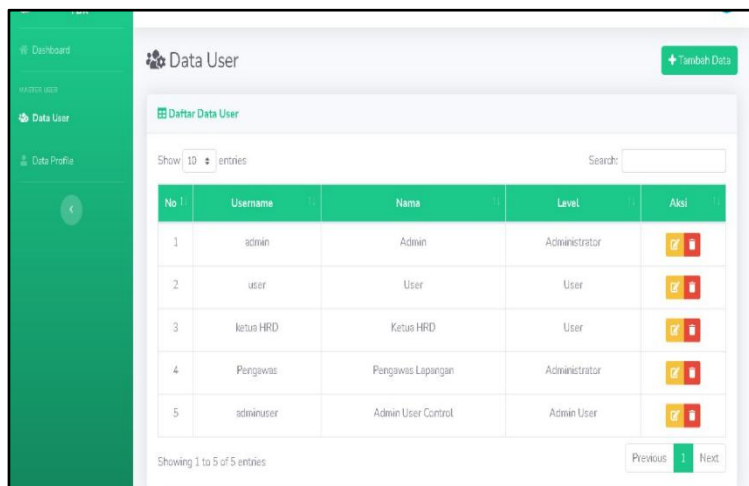 Dashboard
MASTER USER
Data User
Data Profile
Data User
Tambah Data
Daftar Data User
Show 10 entries
Search:
No Username Nama Level Aksi
1 admin Admin Administrator
2 user User User
3 ketua HRD Ketua HRD User
4 Pengawas Pengawas Lapangan Administrator
5 adminuser Admin User Control Admin User
Showing 1 to 5 of 5 entries
Previous 1 Next